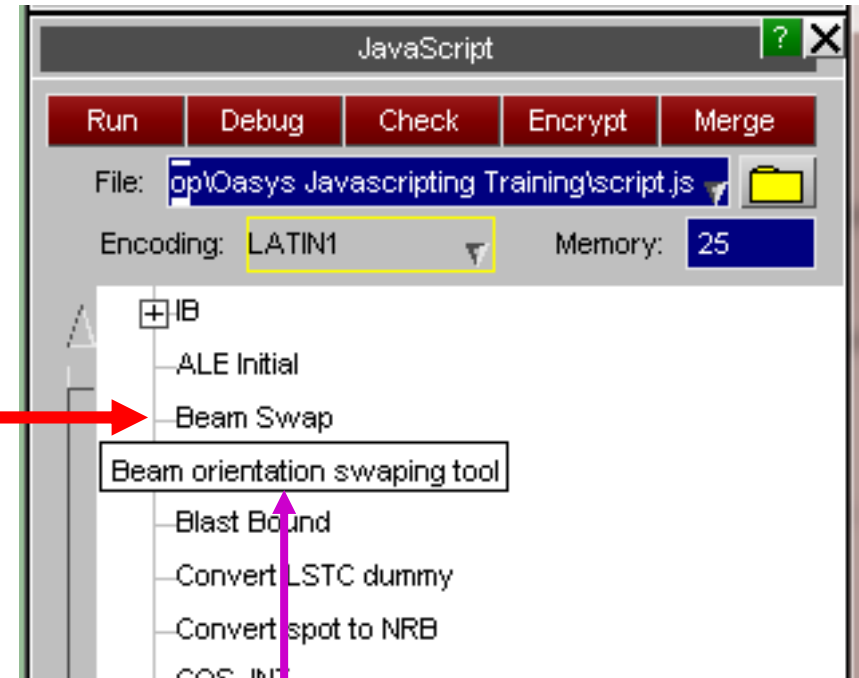 JavaScript ?
Run Debug Check Encrypt Merge
File: op\Oasys Javascripting Training\script.js
Encoding: LATIN1 Memory: 25
IB
ALE Initial
Beam Swap
Beam orientation swaping tool
Blast Bound
Convert LSTC dummy
Convert spot to NRB